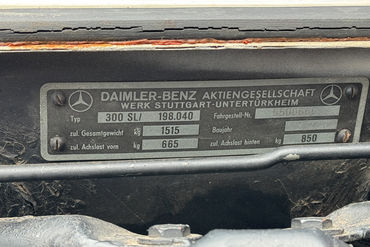 DAIMLER-BENZ AKTIENGESELLSCHAFT
WERK STUTTGART-UNTERTÜRKHEIM
Typ 300 SL/ 198.040 Fahrgestell-Nr.
zul. Gesamtgewicht kg 1515 Baujahr
zul. Achslast vorn kg 665 zul. Achslast hinten kg 850